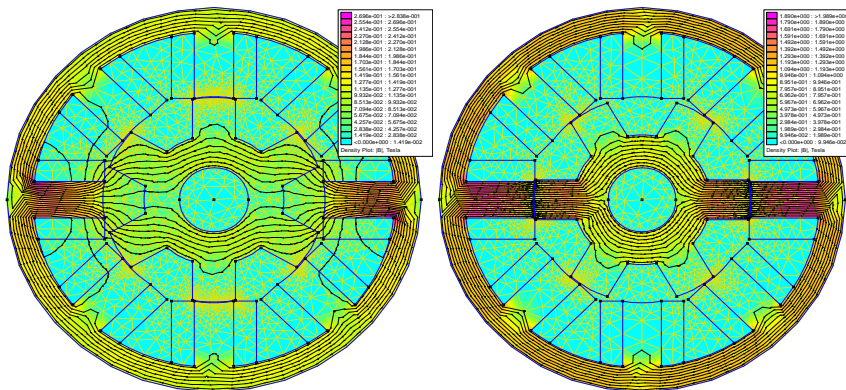 2.696e-001 : >2.838e-001
2.554e-001 : 2.696e-001
2.412e-001 : 2.554e-001
2.270e-001 : 2.412e-001
2.128e-001 : 2.270e-001
1.986e-001 : 2.128e-001
1.844e-001 : 1.986e-001
1.703e-001 : 1.844e-001
1.561e-001 : 1.703e-001
1.419e-001 : 1.561e-001
1.277e-001 : 1.419e-001
1.135e-001 : 1.277e-001
9.932e-002 : 1.135e-001
8.513e-002 : 9.932e-002
7.094e-002 : 8.513e-002
5.675e-002 : 7.094e-002
4.257e-002 : 5.675e-002
2.838e-002 : 4.257e-002
1.419e-002 : 2.838e-002
<0.000e+000 : 1.419e-002
Density Plot: |B|, Tesla
1.890e+000 : >1.989e+000
1.790e+000 : 1.890e+000
1.691e+000 : 1.790e+000
1.591e+000 : 1.691e+000
1.492e+000 : 1.591e+000
1.392e+000 : 1.492e+000
1.293e+000 : 1.392e+000
1.193e+000 : 1.293e+000
1.094e+000 : 1.193e+000
9.946e-001 : 1.094e+000
8.951e-001 : 9.946e-001
7.957e-001 : 8.951e-001
6.962e-001 : 7.957e-001
5.967e-001 : 6.962e-001
4.973e-001 : 5.967e-001
3.978e-001 : 4.973e-001
2.984e-001 : 3.978e-001
1.989e-001 : 2.984e-001
9.946e-002 : 1.989e-001
<0.000e+000 : 9.946e-002
Density Plot: |B|, Tesla